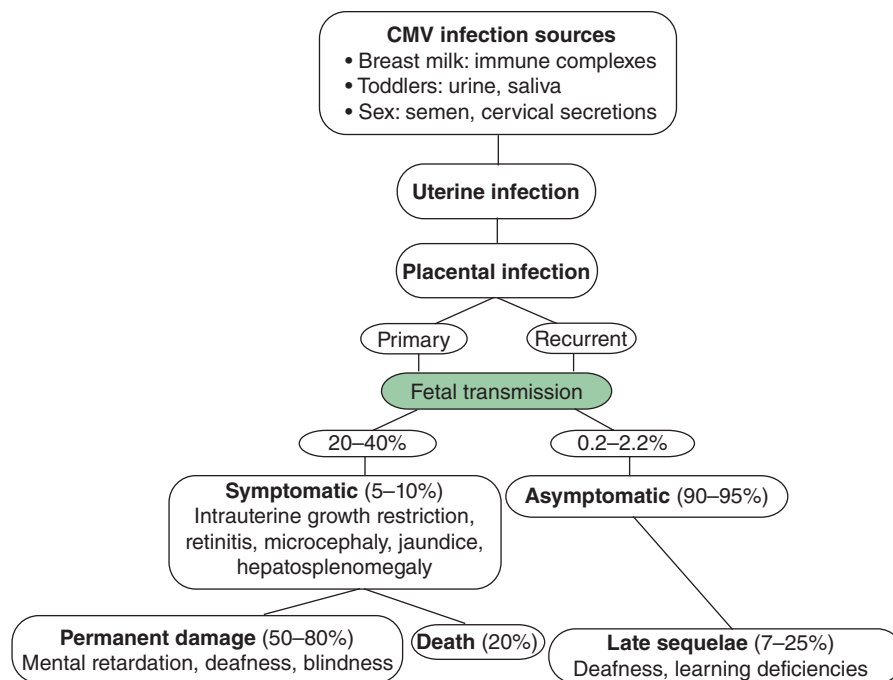 CMV infection sources
• Breast milk: immune complexes
• Toddlers: urine, saliva
• Sex: semen, cervical secretions
Uterine infection
Placental infection
Primary
Recurrent
Fetal transmission
20–40%
0.2–2.2%
Symptomatic (5–10%)
Intrauterine growth restriction,
retinitis, microcephaly, jaundice,
hepatosplenomegaly
Asymptomatic (90–95%)
Permanent damage (50–80%)
Mental retardation, deafness, blindness
Death (20%)
Late sequelae (7–25%)
Deafness, learning deficiencies